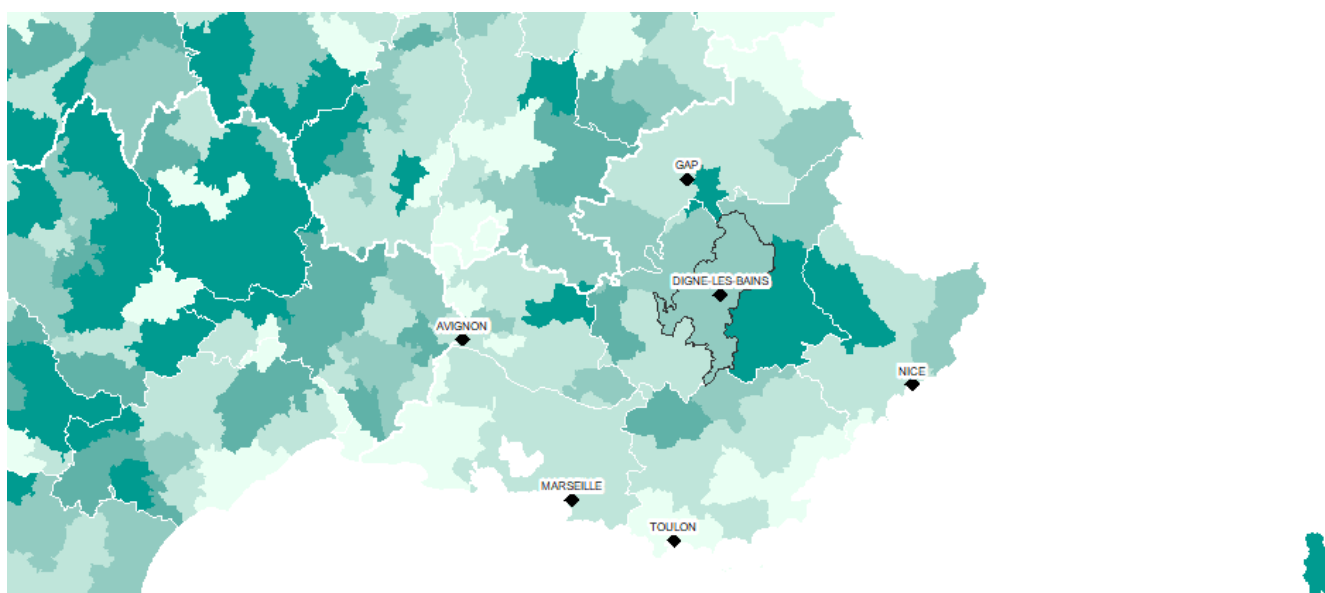 GAP
DIGNE-LES-BAINS
AVIGNON
NICE
MARSEILLE
TOULON